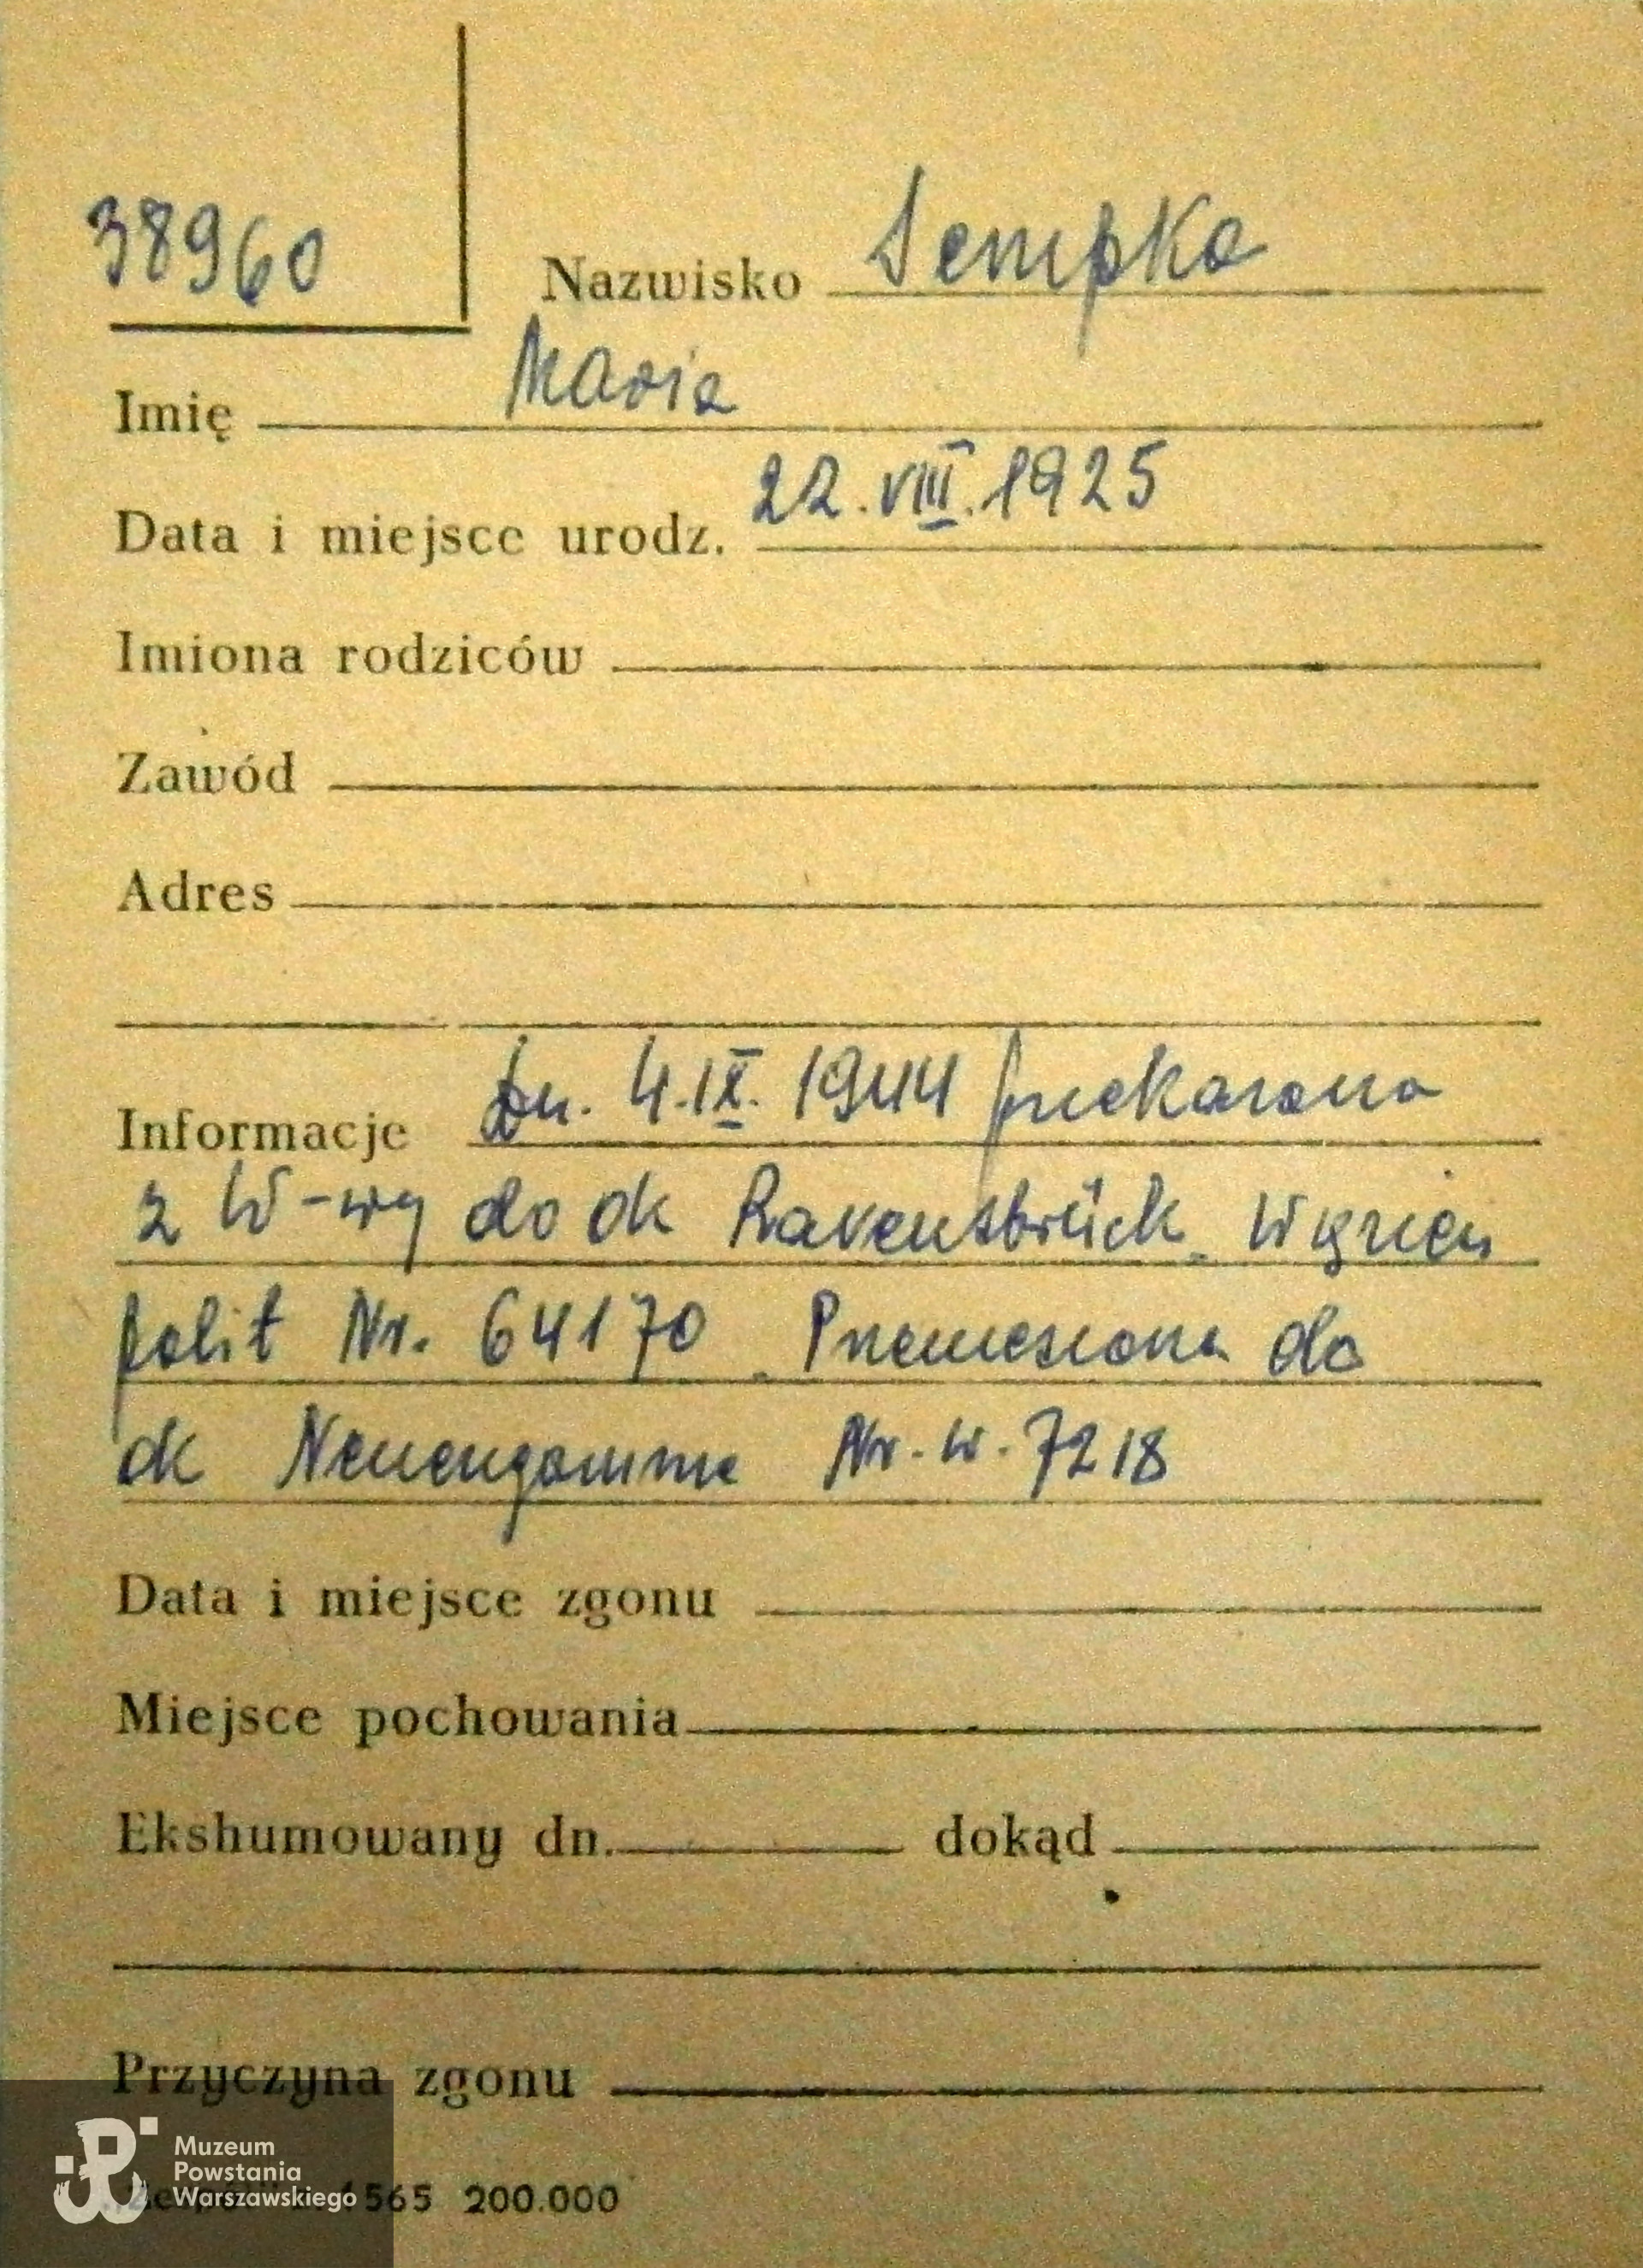 38960
Nazwisko Sempka
Imię Maria
Data i miejsce urodz. 22.VIII.1925
Imiona rodziców
Zawód
Adres
Informacje Dn. 4.IX.1944 przekazana
z W-wy do ok Ravensbrück. Więzień
polit Nr. 64170. Przeniesiona do
ok Neuengamme Nr. w. 7218
Data i miejsce zgonu
Miejsce pochowania
Ekshumowany dn. dokąd
Przyczyna zgonu
Muzeum
Powstania
Warszawskiego
565 200.000